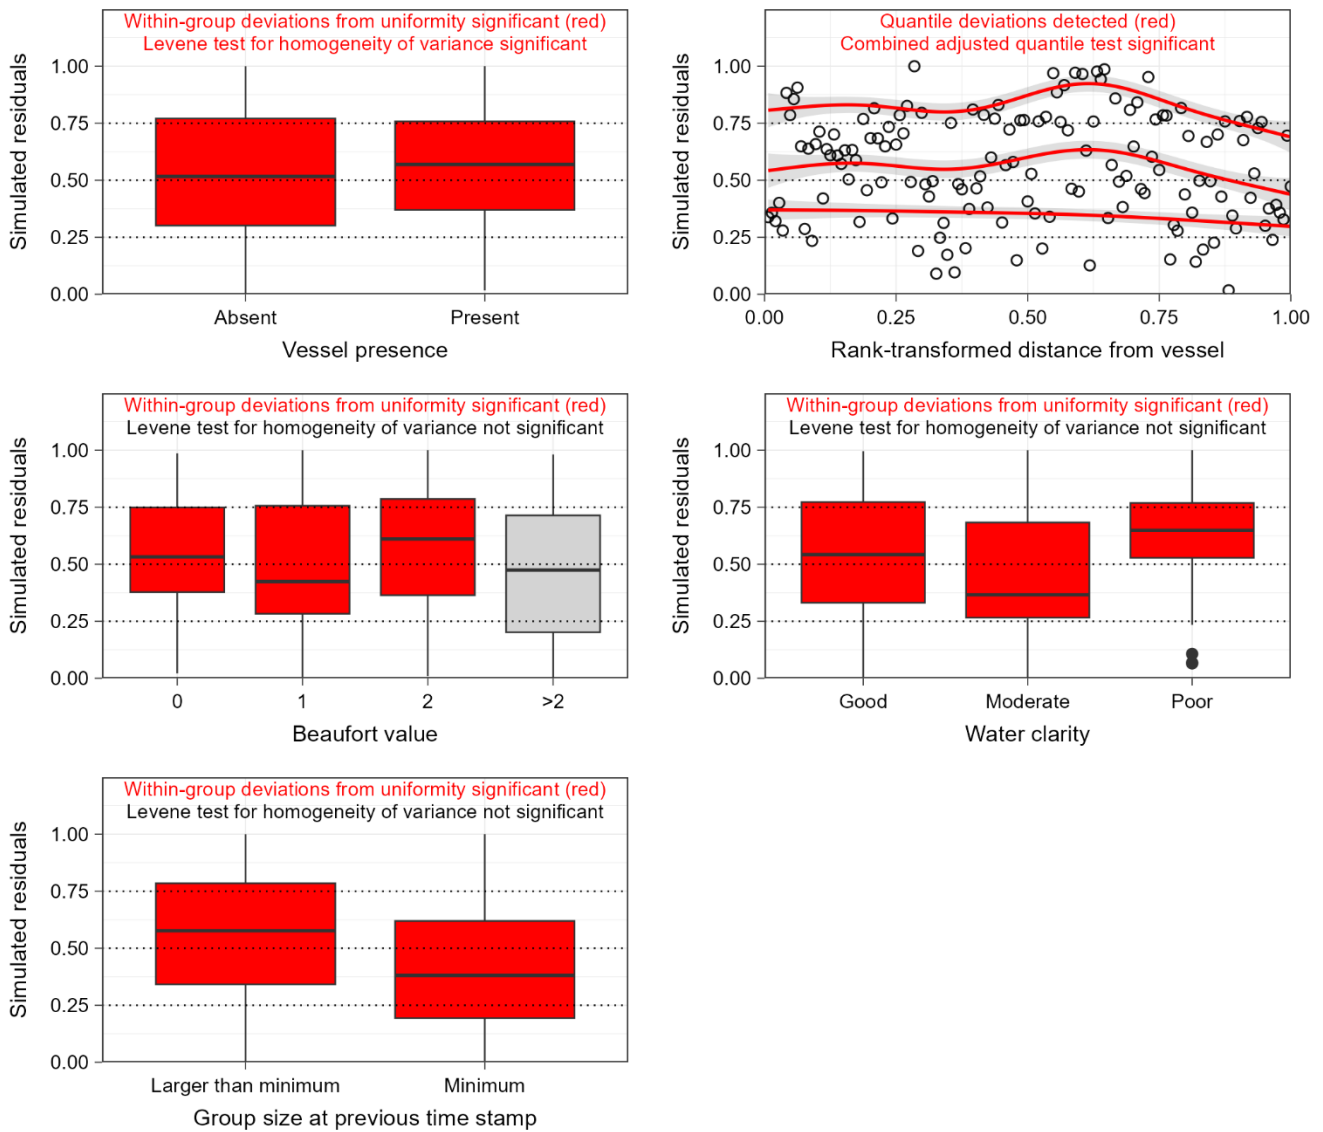 Within-group deviations from uniformity significant (red)
Levene test for homogeneity of variance significant
Simulated residuals
1.00
0.75
0.50
0.25
0.00
Absent
Present
Vessel presence
Quantile deviations detected (red)
Combined adjusted quantile test significant
Simulated residuals
1.00
0.75
0.50
0.25
0.00
0.00
0.25
0.50
0.75
1.00
Rank-transformed distance from vessel
Within-group deviations from uniformity significant (red)
Levene test for homogeneity of variance not significant
Simulated residuals
1.00
0.75
0.50
0.25
0.00
0
1
2
>2
Beaufort value
Within-group deviations from uniformity significant (red)
Levene test for homogeneity of variance not significant
Simulated residuals
1.00
0.75
0.50
0.25
0.00
Good
Moderate
Poor
Water clarity
Within-group deviations from uniformity significant (red)
Levene test for homogeneity of variance not significant
Simulated residuals
1.00
0.75
0.50
0.25
0.00
Larger than minimum
Minimum
Group size at previous time stamp